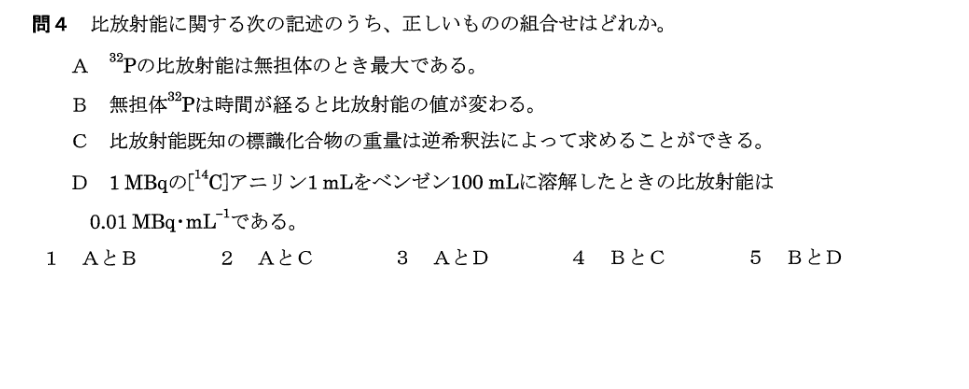 問4 比放射能に関する次の記述のうち、正しいものの組合せはどれか。
A ³²Pの比放射能は無担体のとき最大である。
B 無担体³²Pは時間が経ると比放射能の値が変わる。
C 比放射能既知の標識化合物の重量は逆希釈法によって求めることができる。
D 1 MBqの[¹⁴C]アニリン1 mLをベンゼン100 mLに溶解したときの比放射能は
0.01 MBq·mL⁻¹である。
1 AとB 2 AとC 3 AとD 4 BとC 5 BとD